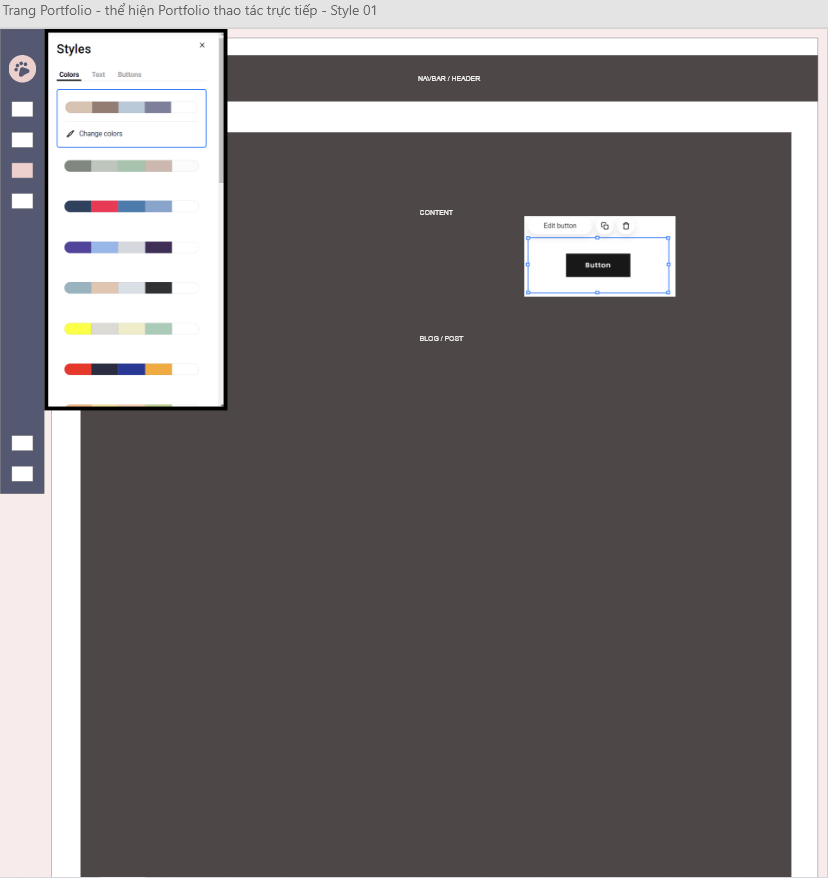 Trang Portfolio - thể hiện Portfolio thao tác trực tiếp - Style 01
Styles
Colors Text Buttons
Change colors
NAVBAR / HEADER
CONTENT
Edit button
Button
BLOG / POST